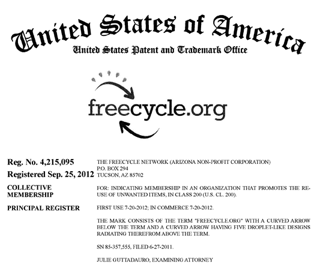 United States of America
United States Patent and Trademark Office
freecycle.org
Reg. No. 4,215,095
THE FREECYCLE NETWORK (ARIZONA NON-PROFIT CORPORATION)
P.O. BOX 294
Registered Sep. 25, 2012
TUCSON, AZ 85702
COLLECTIVE
MEMBERSHIP
FOR: INDICATING MEMBERSHIP IN AN ORGANIZATION THAT PROMOTES THE RE-
USE OF UNWANTED ITEMS, IN CLASS 200 (U.S. CL. 200).
PRINCIPAL REGISTER
FIRST USE 7-20-2012; IN COMMERCE 7-20-2012.
THE MARK CONSISTS OF THE TERM "FREECYCLE.ORG" WITH A CURVED ARROW
BELOW THE TERM AND A CURVED ARROW HAVING FIVE DROPLET-LIKE DESIGNS
RADIATING THEREFROM ABOVE THE TERM.
SN 85-357,555, FILED 6-27-2011.
JULIE GUTTADAURO, EXAMINING ATTORNEY